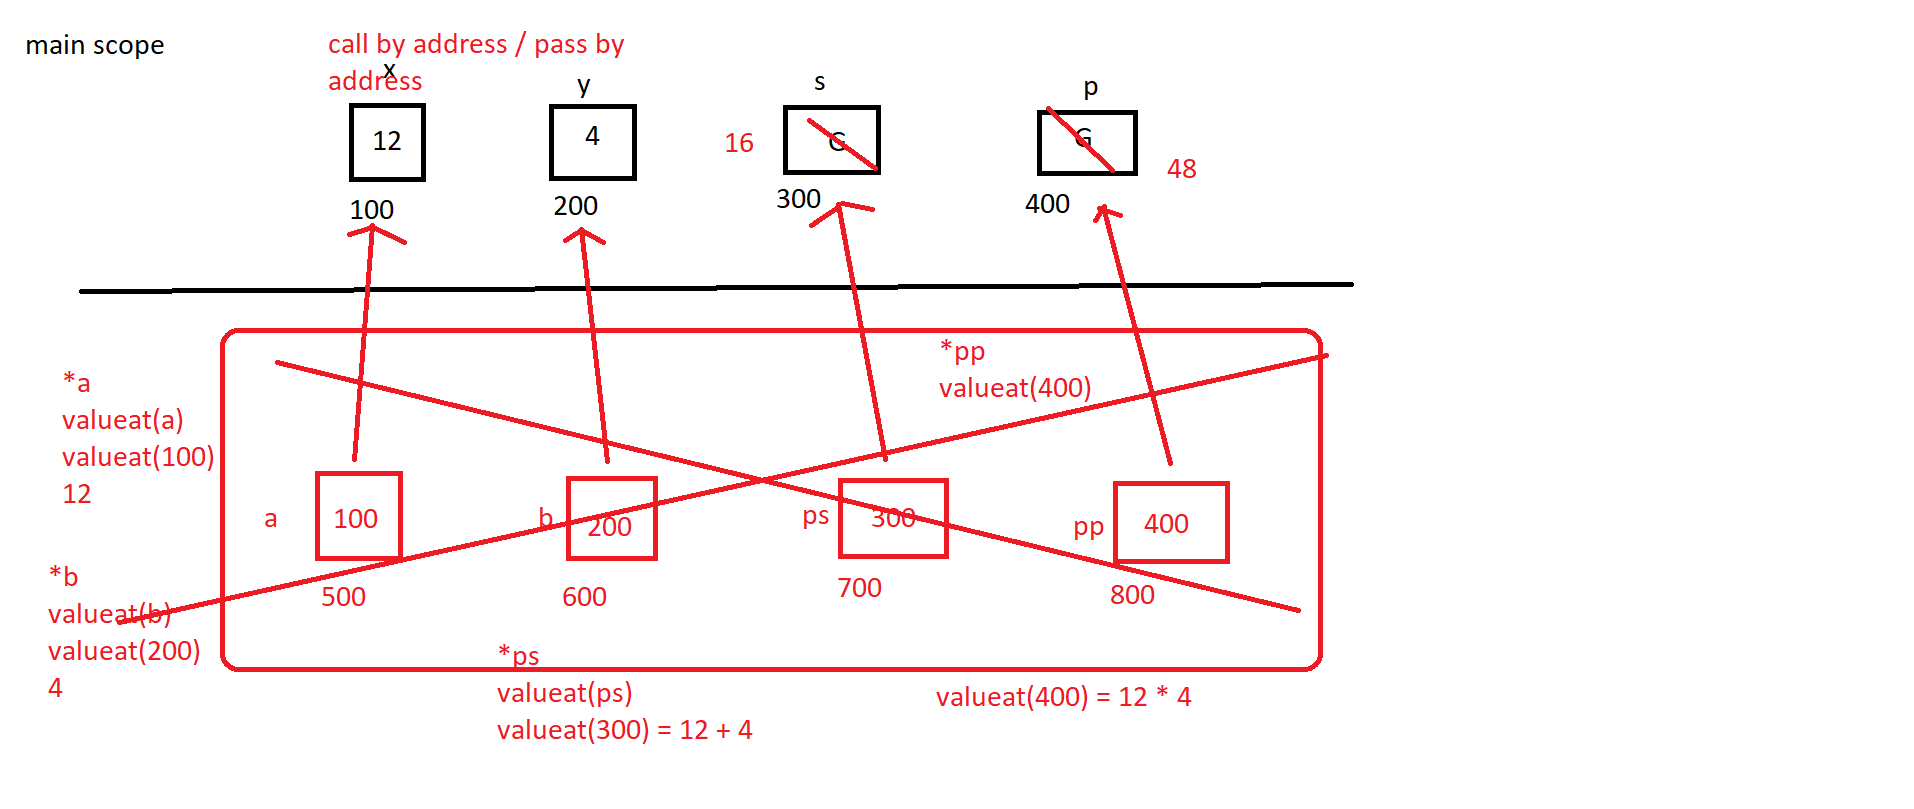 main scope
call by address / pass by
address
x
y
s
p
12
4
16
G
G
48
100
200
300
400
*pp
valueat(400)
*a
valueat(a)
valueat(100)
12
a
100
b
200
ps
300
pp
400
500
600
700
800
*b
valueat(b)
valueat(200)
4
*ps
valueat(ps)
valueat(300) = 12 + 4
valueat(400) = 12 * 4